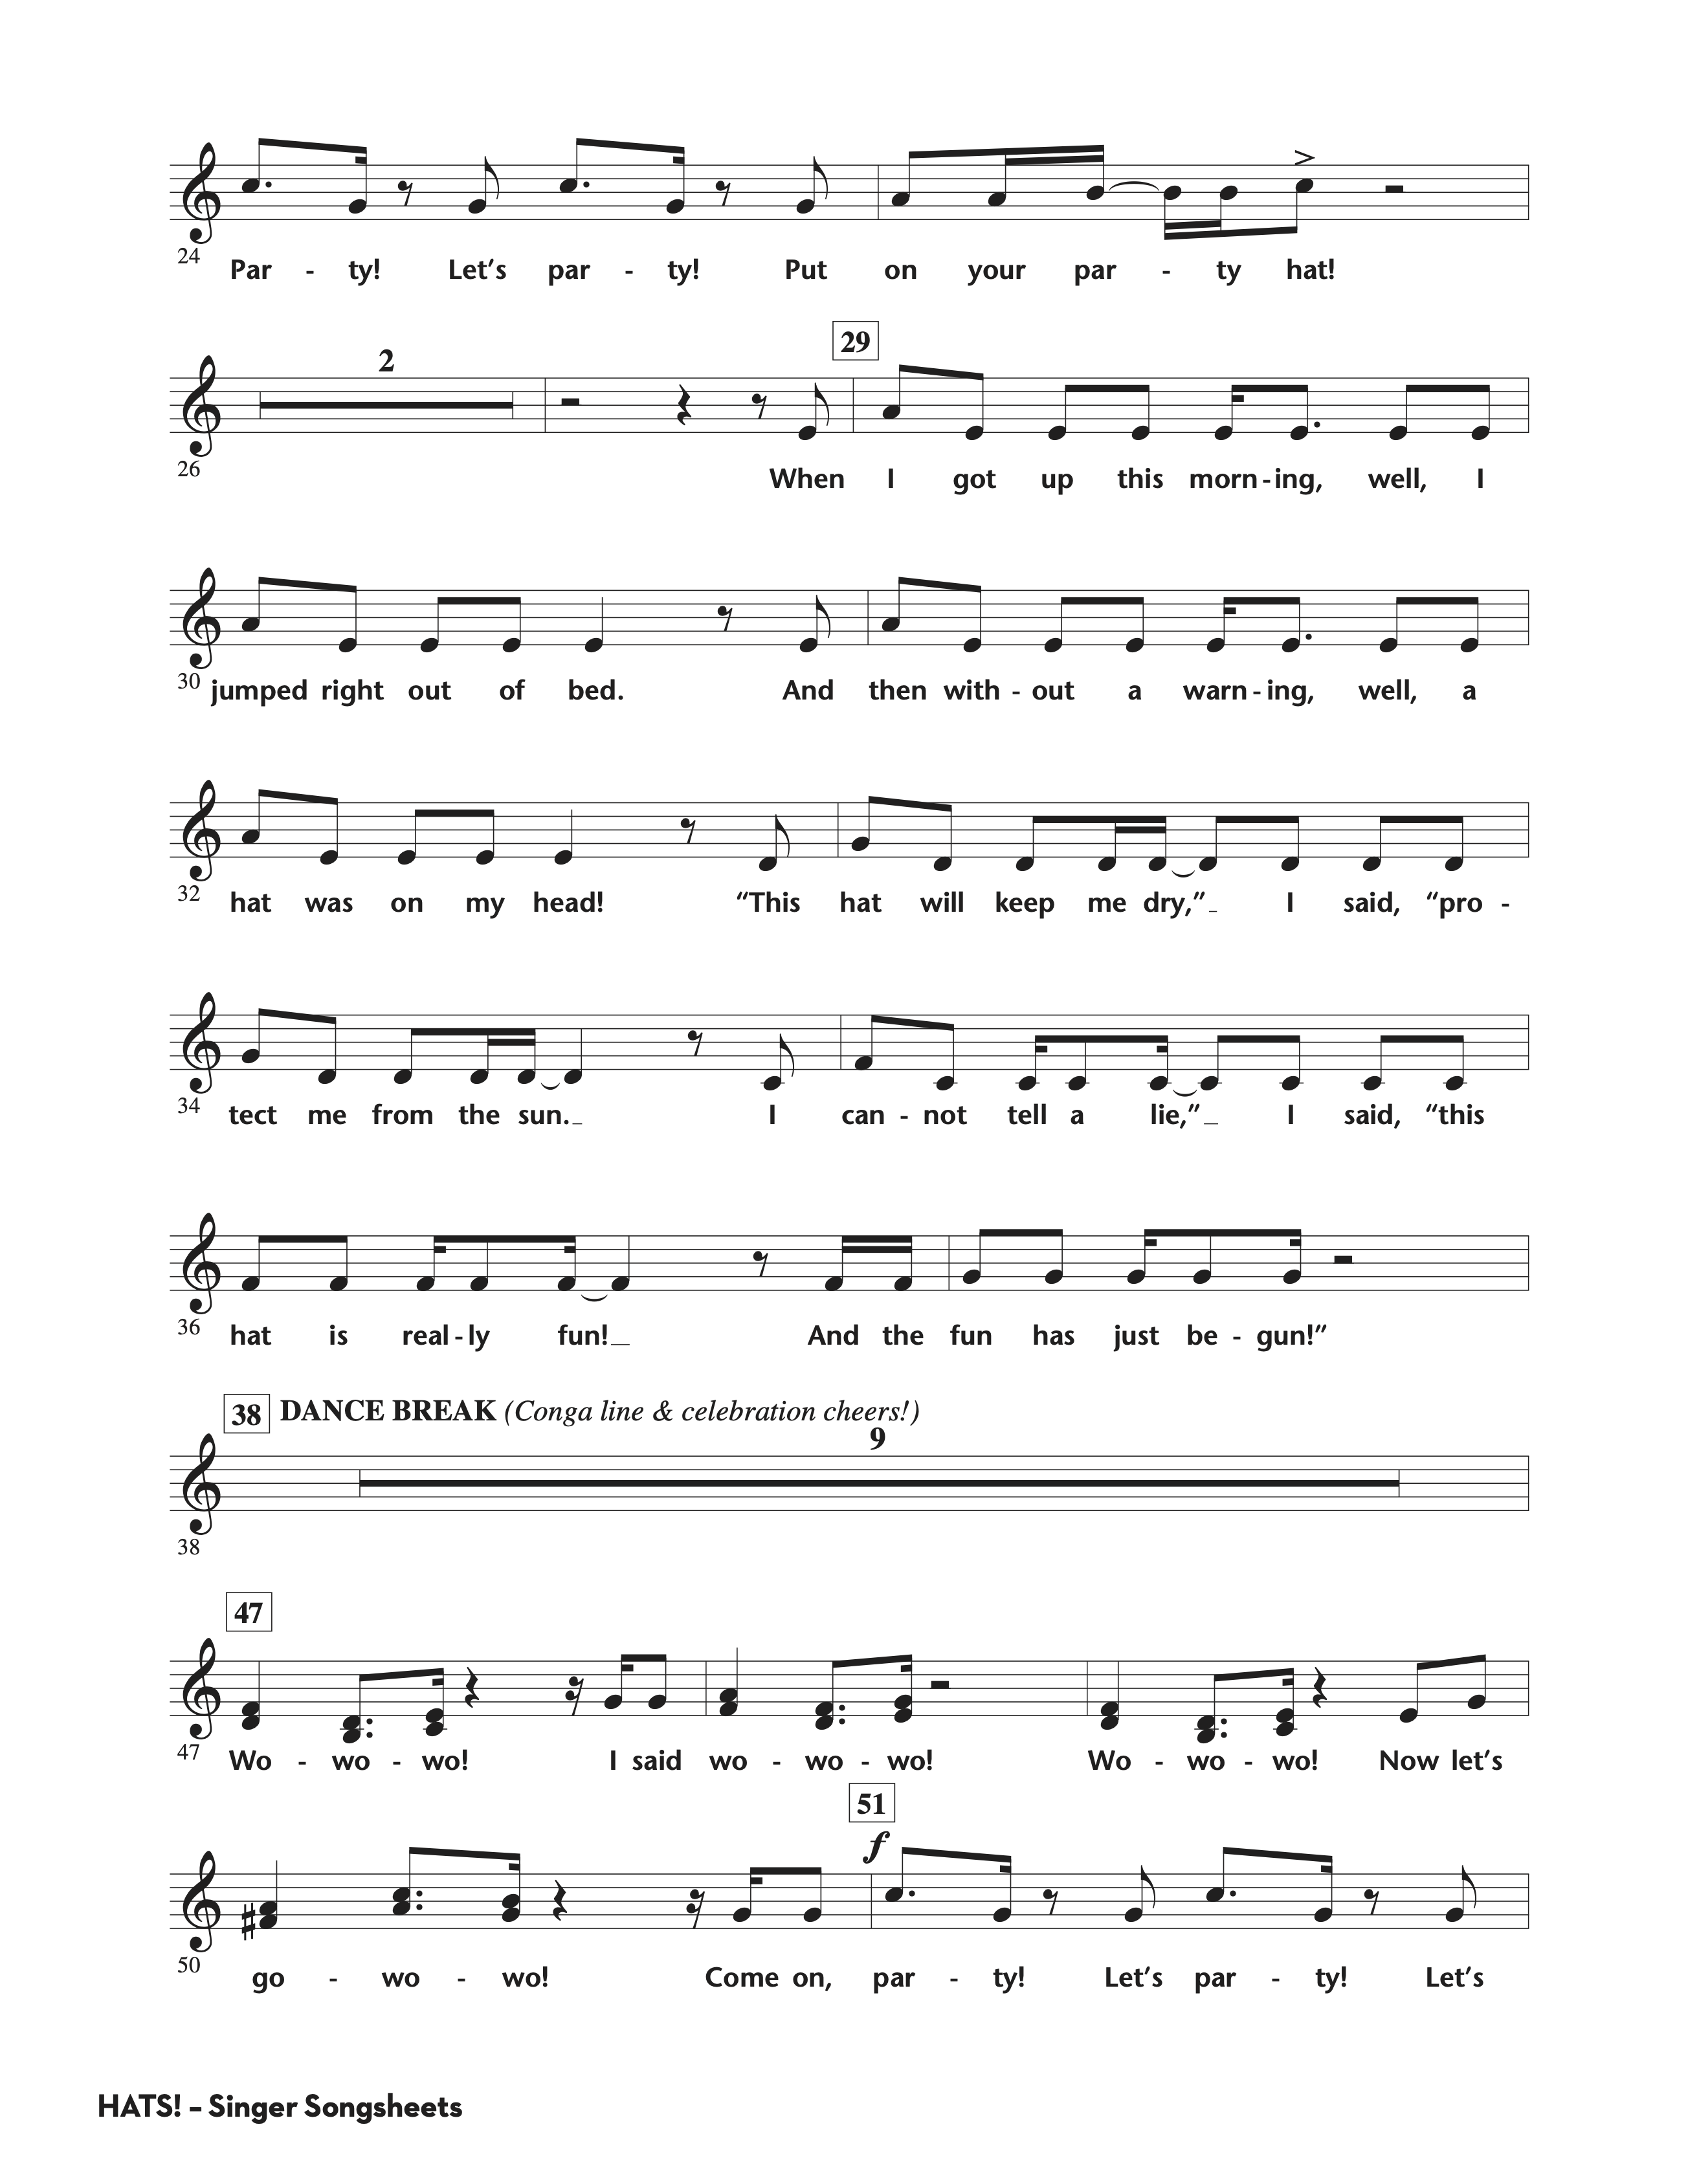 24 Par - ty! Let's par - ty! Put on your par - ty hat!
2
29
26 When I got up this morn - ing, well, I
30 jumped right out of bed. And then with - out a warn - ing, well, a
32 hat was on my head! “This hat will keep me dry,” I said, “pro -
34 tect me from the sun. I can - not tell a lie,” I said, “this
36 hat is real - ly fun! And the fun has just be - gun!”
38 DANCE BREAK (Conga line & celebration cheers!)
9
38
47
47 Wo - wo - wo! I said wo - wo - wo! Wo - wo - wo! Now let's
51
f
50 go - wo - wo! Come on, par - ty! Let's par - ty! Let's
HATS! – Singer Songsheets